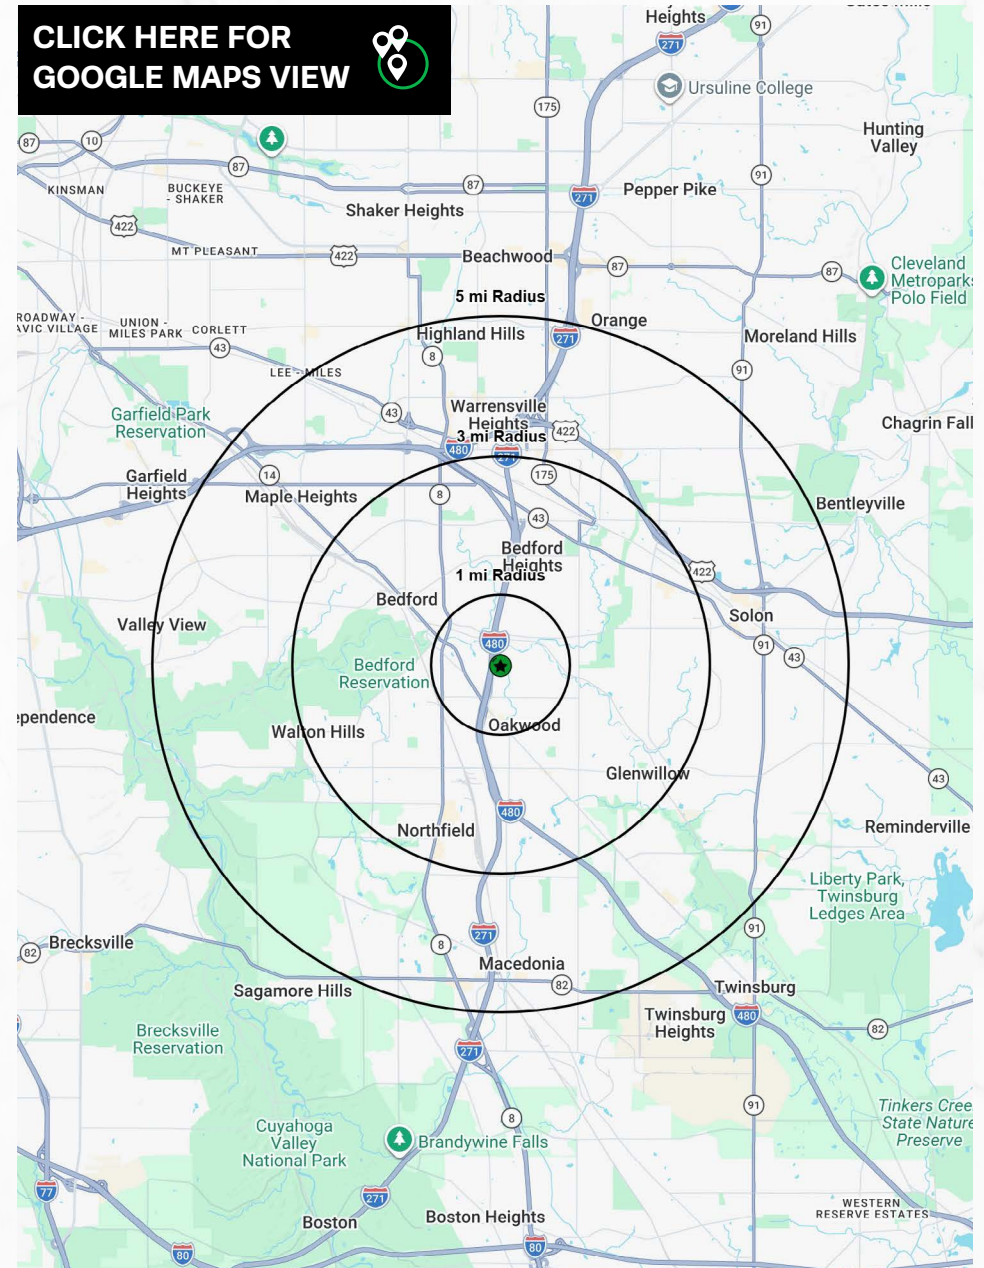 CLICK HERE FOR
GOOGLE MAPS VIEW
Heights
91
271
Ursuline College
175
Hunting
Valley
87
10
87
91
KINSMAN
BUCKEYE
- SHAKER
87
271
Pepper Pike
Shaker Heights
422
MT PLEASANT
422
Beachwood
87
87
Cleveland
Metroparks
Polo Field
5 mi Radius
UNION -
MILES PARK
CORLETT
ROADWAY -
AVIC VILLAGE
43
Highland Hills
271
Orange
Moreland Hills
8
LEE - MILES
91
Garfield Park
Reservation
43
Warrensville
Heights
422
Chagrin Fall
3 mi Radius
480
271
Garfield
Heights
14
Maple Heights
8
175
43
Bentleyville
Bedford
Heights
1 mi Radius
422
Bedford
Valley View
Solon
480
91
43
Bedford
Reservation
ependence
Walton Hills
Oakwood
Glenwillow
43
480
Northfield
Reminderville
Liberty Park,
Twinsburg
Ledges Area
82
Brecksville
8
271
91
Macedonia
82
Sagamore Hills
Twinsburg
Twinsburg
Heights
480
82
Brecksville
Reservation
271
91
8
Tinkers Cree
State Nature
Preserve
Cuyahoga
Valley
National Park
Brandywine Falls
77
271
WESTERN
RESERVE ESTATES
Boston
Boston Heights
80
80